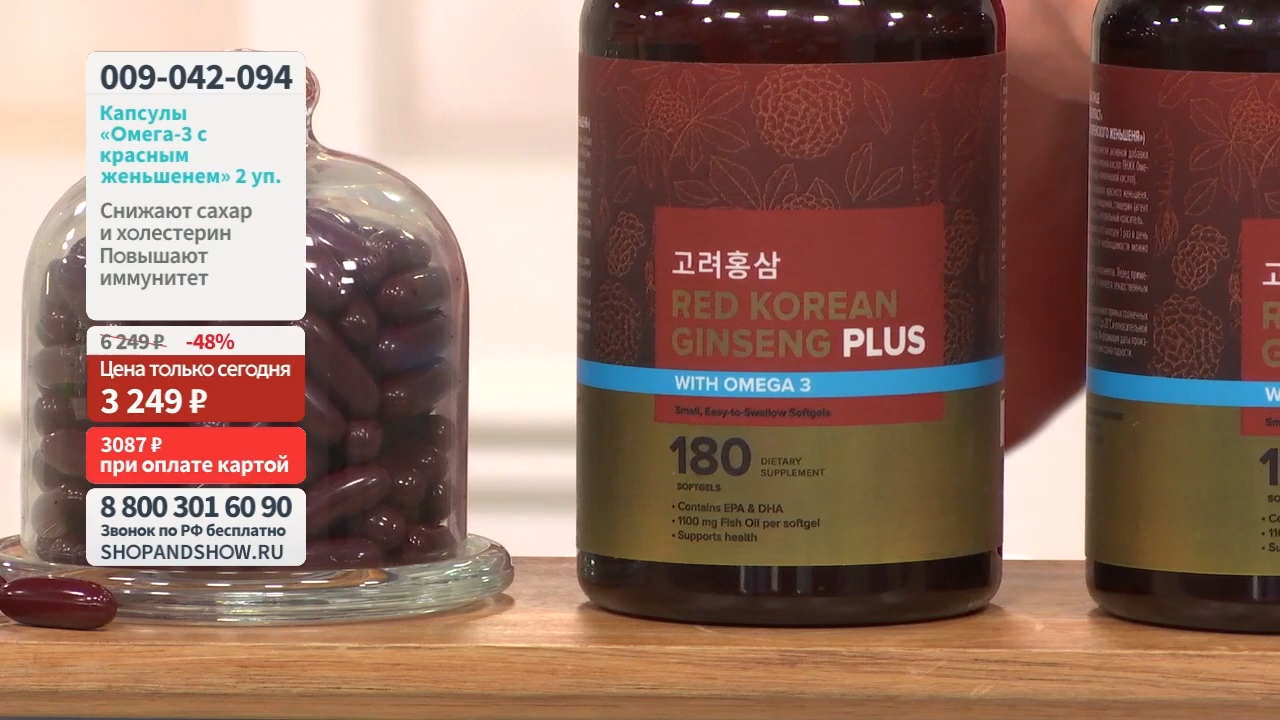 009-042-094
Капсулы
«Омега-3 с
красным
женьшенем» 2 уп.
Снижают сахар
и холестерин
Повышают
иммунитет
6 249 ₽ -48%
Цена только сегодня
3 249 ₽
3087 ₽
при оплате картой
8 800 301 60 90
Звонок по РФ бесплатно
SHOPANDSHOW.RU
고려홍삼
RED KOREAN
GINSENG PLUS
WITH OMEGA 3
Small, Easy-to-Swallow Softgels
180 DIETARY
SUPPLEMENT
SOFTGELS
• Contains EPA & DHA
• 1100 mg Fish Oil per softgel
• Supports health